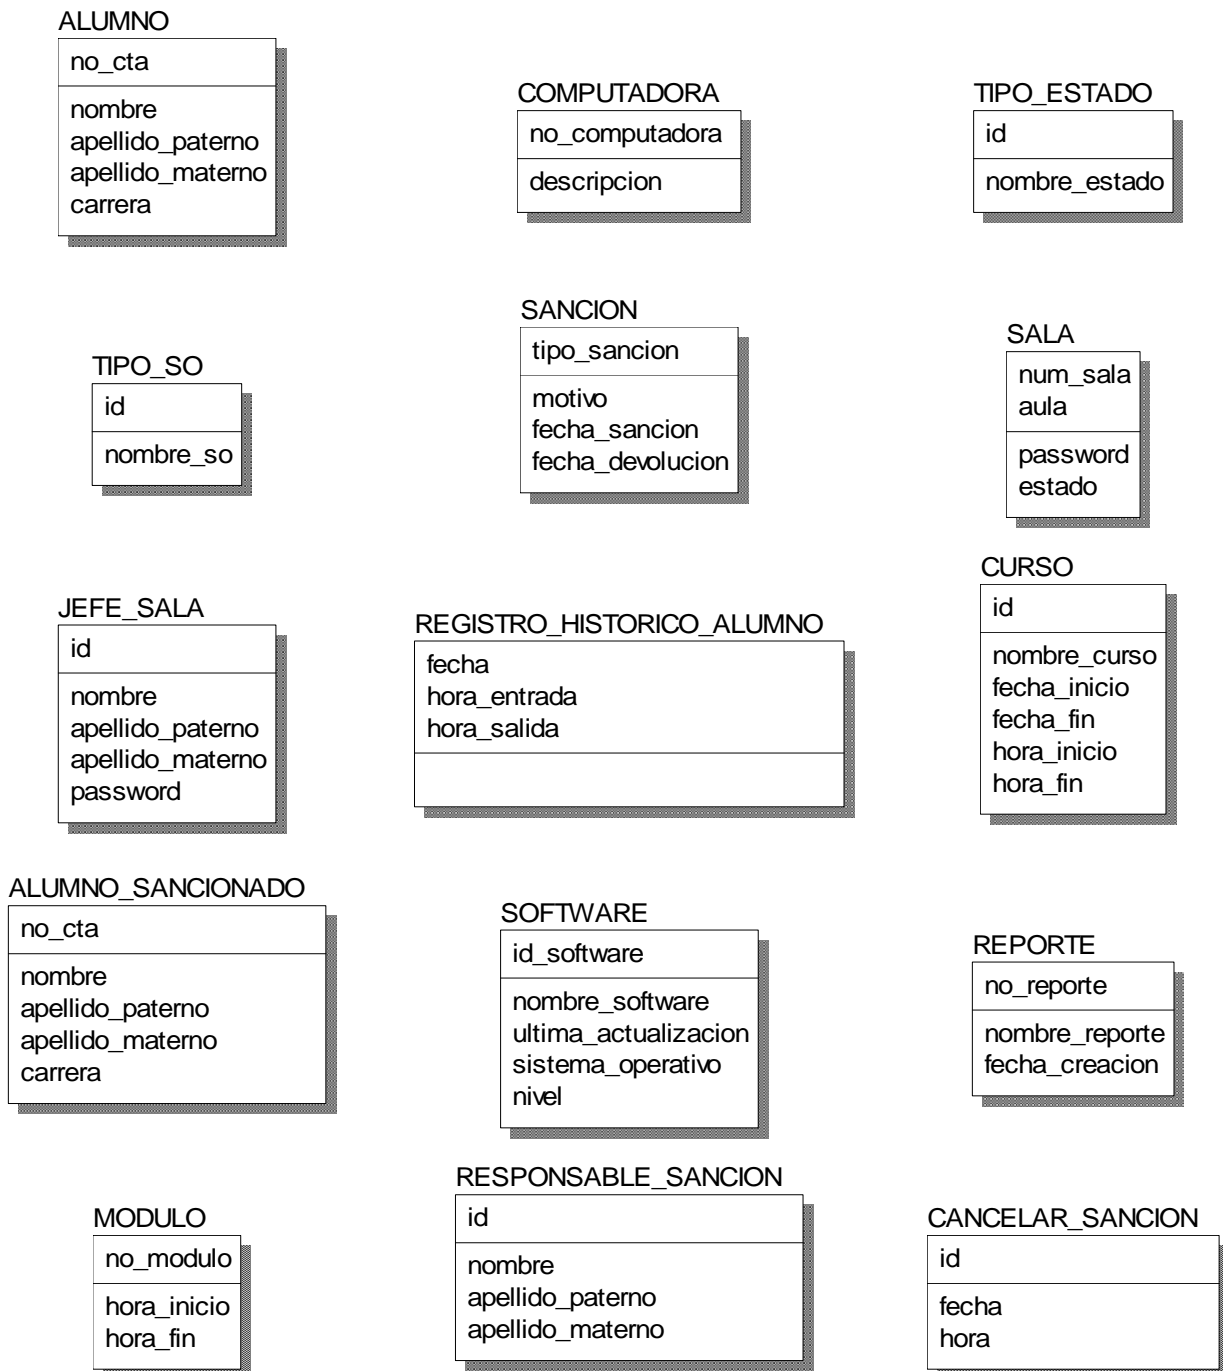 ALUMNO
no_cta
nombre
apellido_paterno
apellido_materno
carrera
COMPUTADORA
no_computadora
descripcion
TIPO_ESTADO
id
nombre_estado
TIPO_SO
id
nombre_so
SANCION
tipo_sancion
motivo
fecha_sancion
fecha_devolucion
SALA
num_sala
aula
password
estado
JEFE_SALA
id
nombre
apellido_paterno
apellido_materno
password
REGISTRO_HISTORICO_ALUMNO
fecha
hora_entrada
hora_salida
CURSO
id
nombre_curso
fecha_inicio
fecha_fin
hora_inicio
hora_fin
ALUMNO_SANCIONADO
no_cta
nombre
apellido_paterno
apellido_materno
carrera
SOFTWARE
id_software
nombre_software
ultima_actualizacion
sistema_operativo
nivel
REPORTE
no_reporte
nombre_reporte
fecha_creacion
MODULO
no_modulo
hora_inicio
hora_fin
RESPONSABLE_SANCION
id
nombre
apellido_paterno
apellido_materno
CANCELAR_SANCION
id
fecha
hora